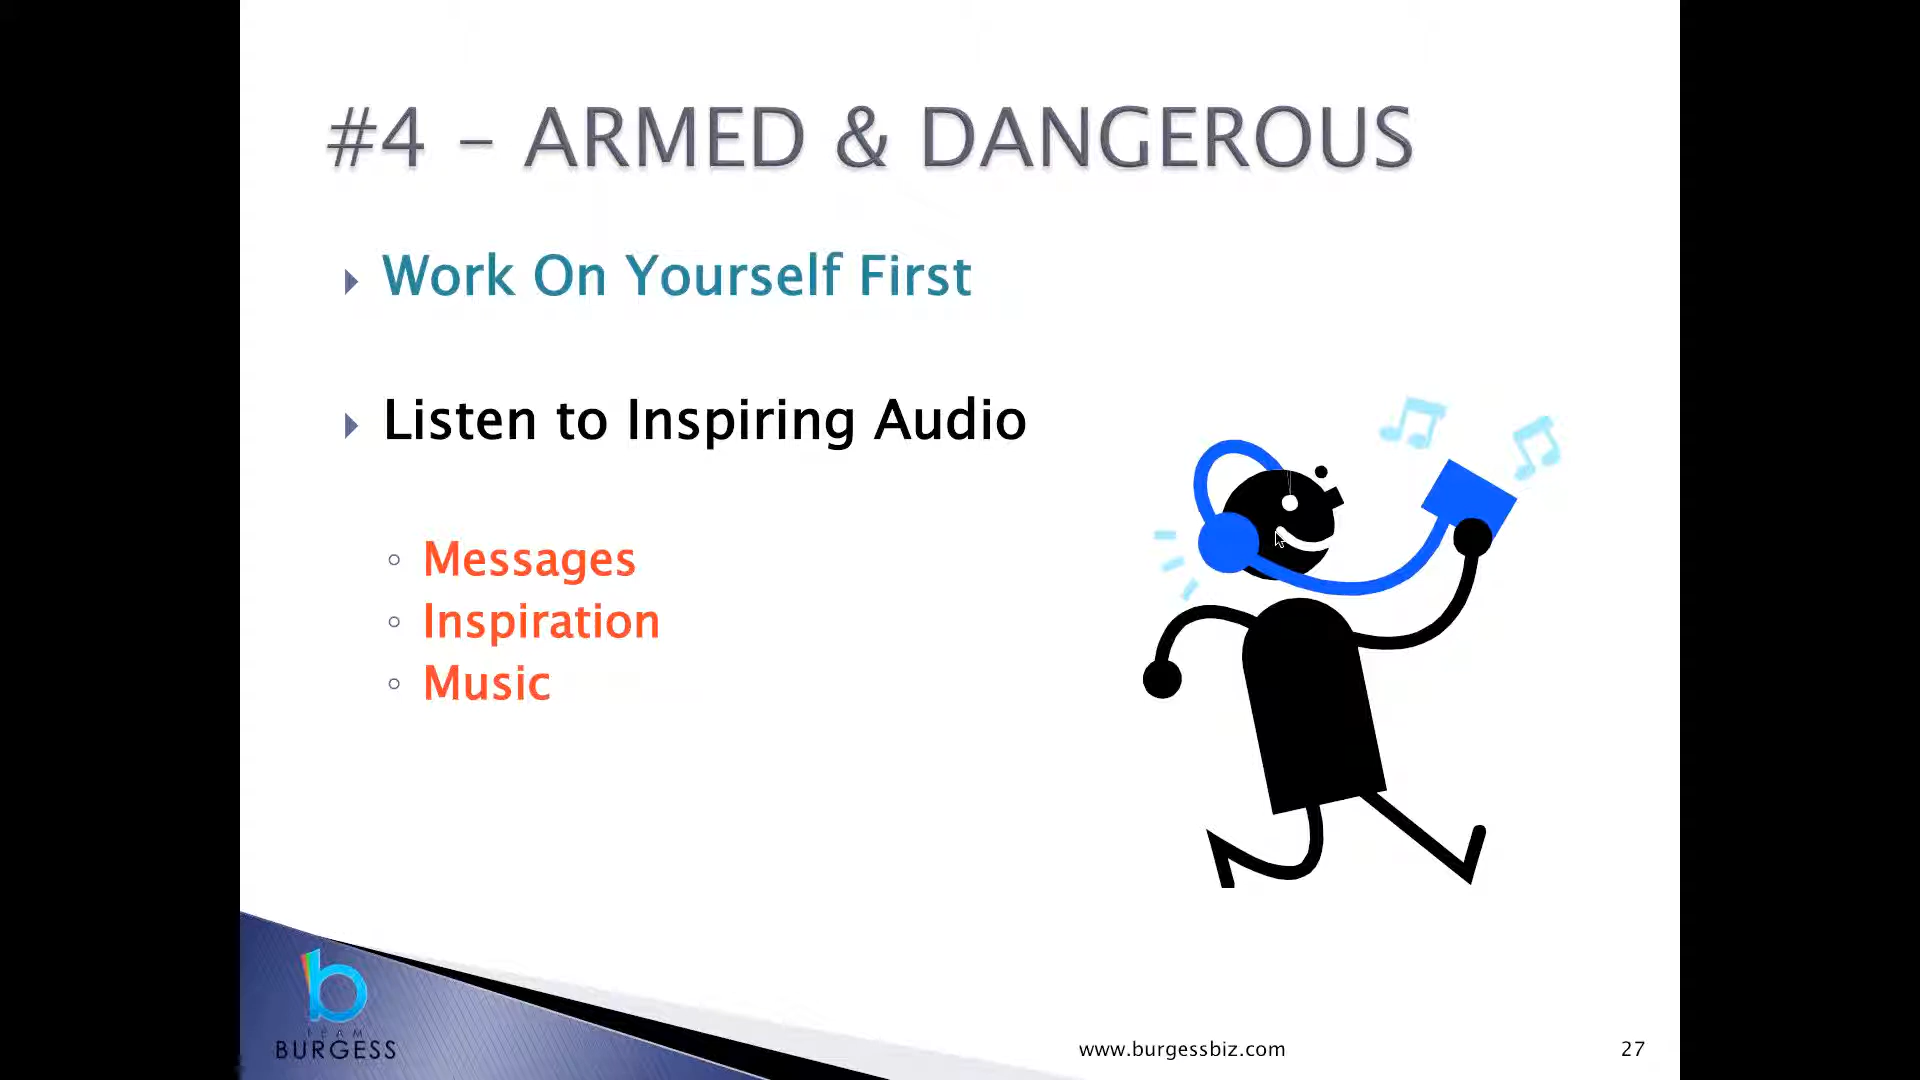 #4 – ARMED & DANGEROUS
Work On Yourself First
Listen to Inspiring Audio
Messages
Inspiration
Music
TEAM
BURGESS
www.burgessbiz.com
27